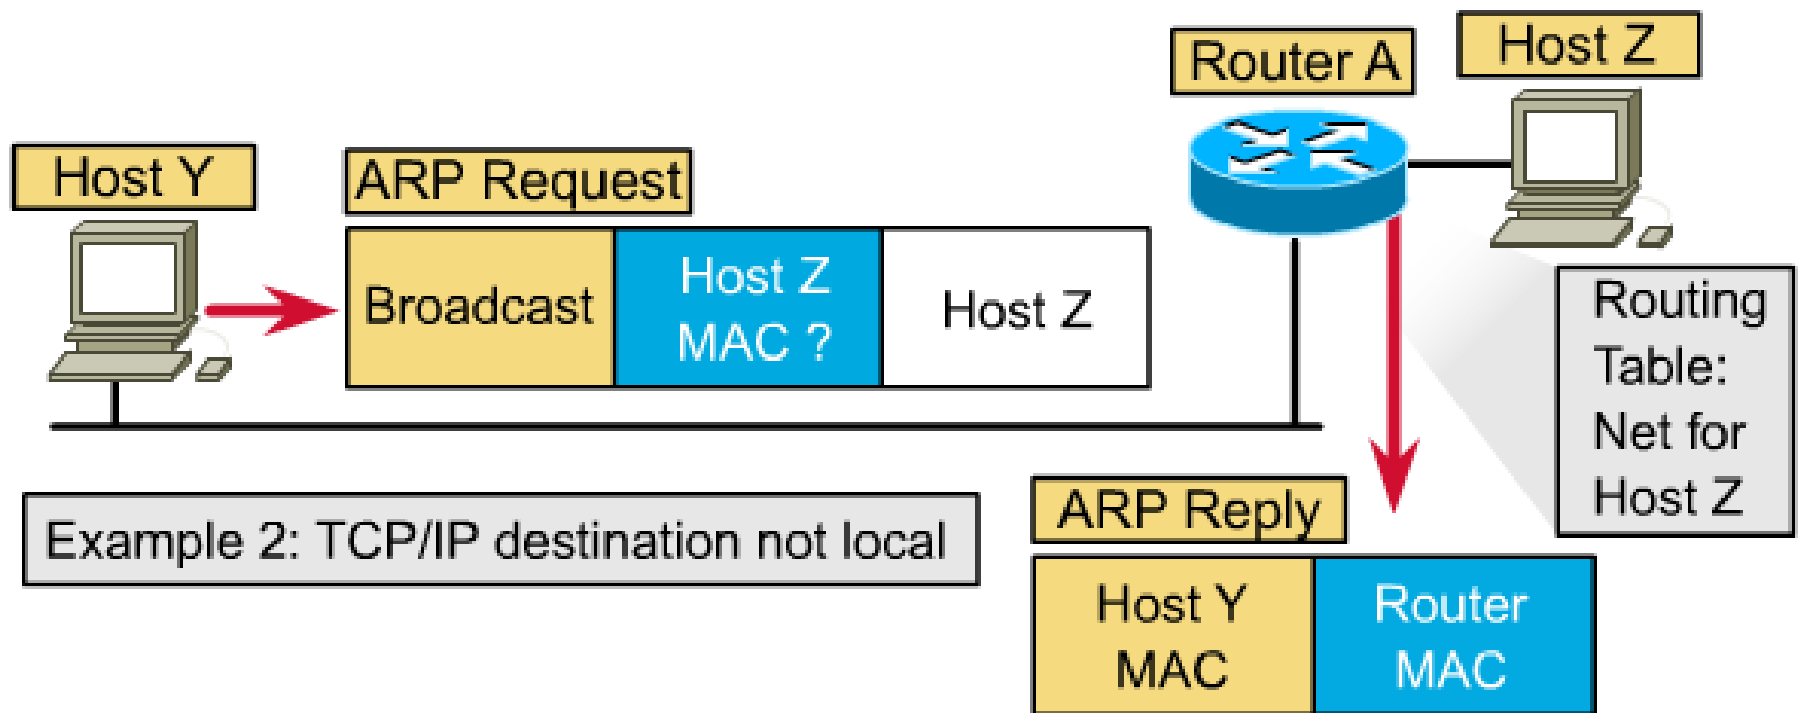 Host Y
ARP Request
Broadcast
Host Z
MAC ?
Host Z
Router A
Host Z
Routing
Table:
Net for
Host Z
Example 2: TCP/IP destination not local
ARP Reply
Host Y
MAC
Router
MAC